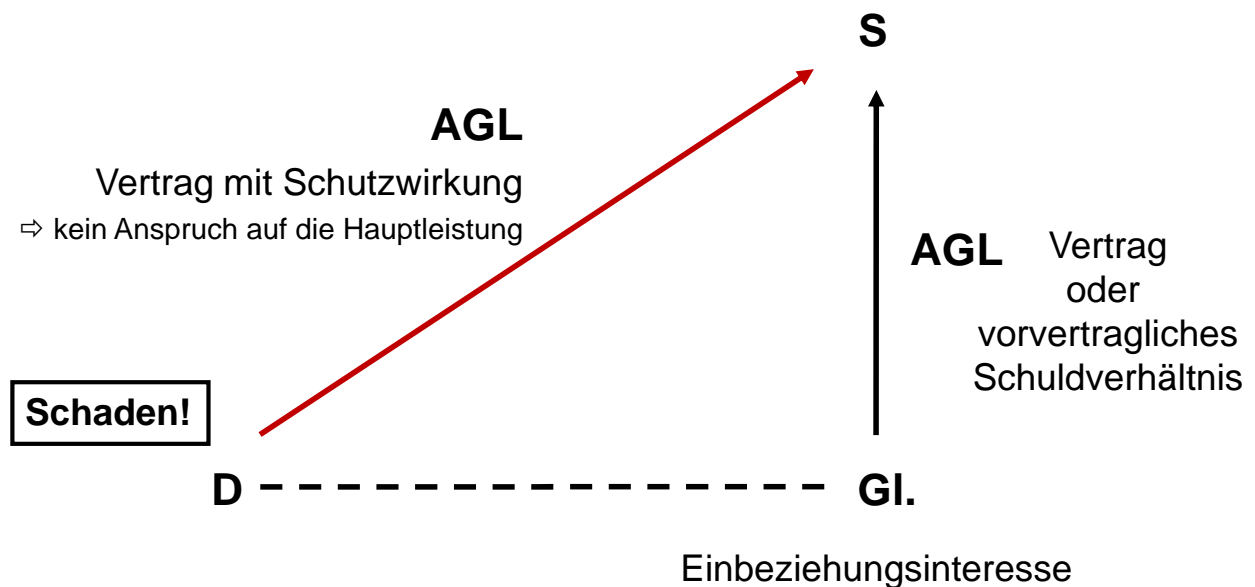 S
AGL
Vertrag mit Schutzwirkung
⇨ kein Anspruch auf die Hauptleistung
AGL
Vertrag
oder
vorvertragliches
Schuldverhältnis
Schaden!
D
Gl.
Einbeziehungsinteresse